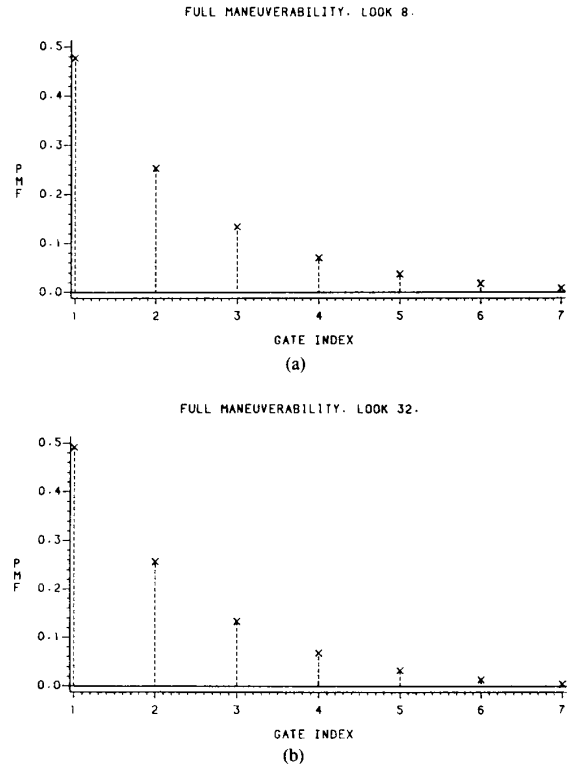 FULL MANEUVERABILITY. LOOK 8.
0.5
0.4
0.3
0.2
0.1
0.0
P
M
F
1 2 3 4 5 6 7
GATE INDEX
(a)
FULL MANEUVERABILITY. LOOK 32.
0.5
0.4
0.3
0.2
0.1
0.0
P
M
F
1 2 3 4 5 6 7
GATE INDEX
(b)